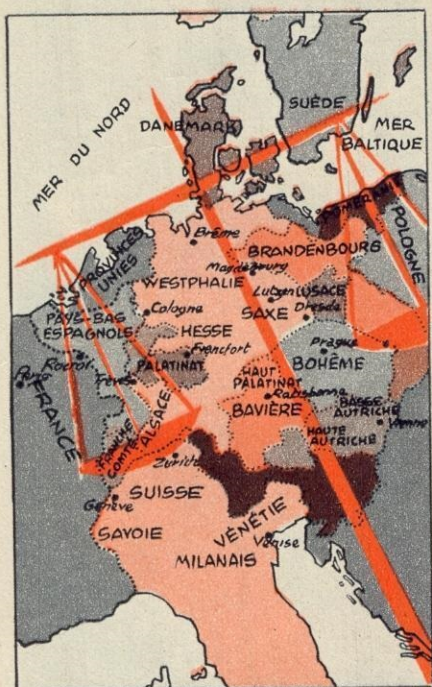 MER DU NORD
DANEMARK
SUÈDE
MER
BALTIQUE
POMERANIE
POLOGNE
PROVINCES
UNIES
Brême
BRANDENBOURG
Magdebourg
WESTPHALIE
Lutzen
LUSACE
SAXE
Dresde
PAYS-BAS
ESPAGNOLS
Cologne
HESSE
Francfort
PALATINAT
Prague
BOHÊME
Rocroi
Paris
Trèves
FRANCE
HAUT
PALATINAT
Ratisbonne
BAVIÈRE
BASSE
AUTRICHE
Vienne
HAUTE
AUTRICHE
FRANCHE
COMTÉ
ALSACE
Zurich
SUISSE
Genève
SAVOIE
VÉNÉTIE
Venise
MILANAIS